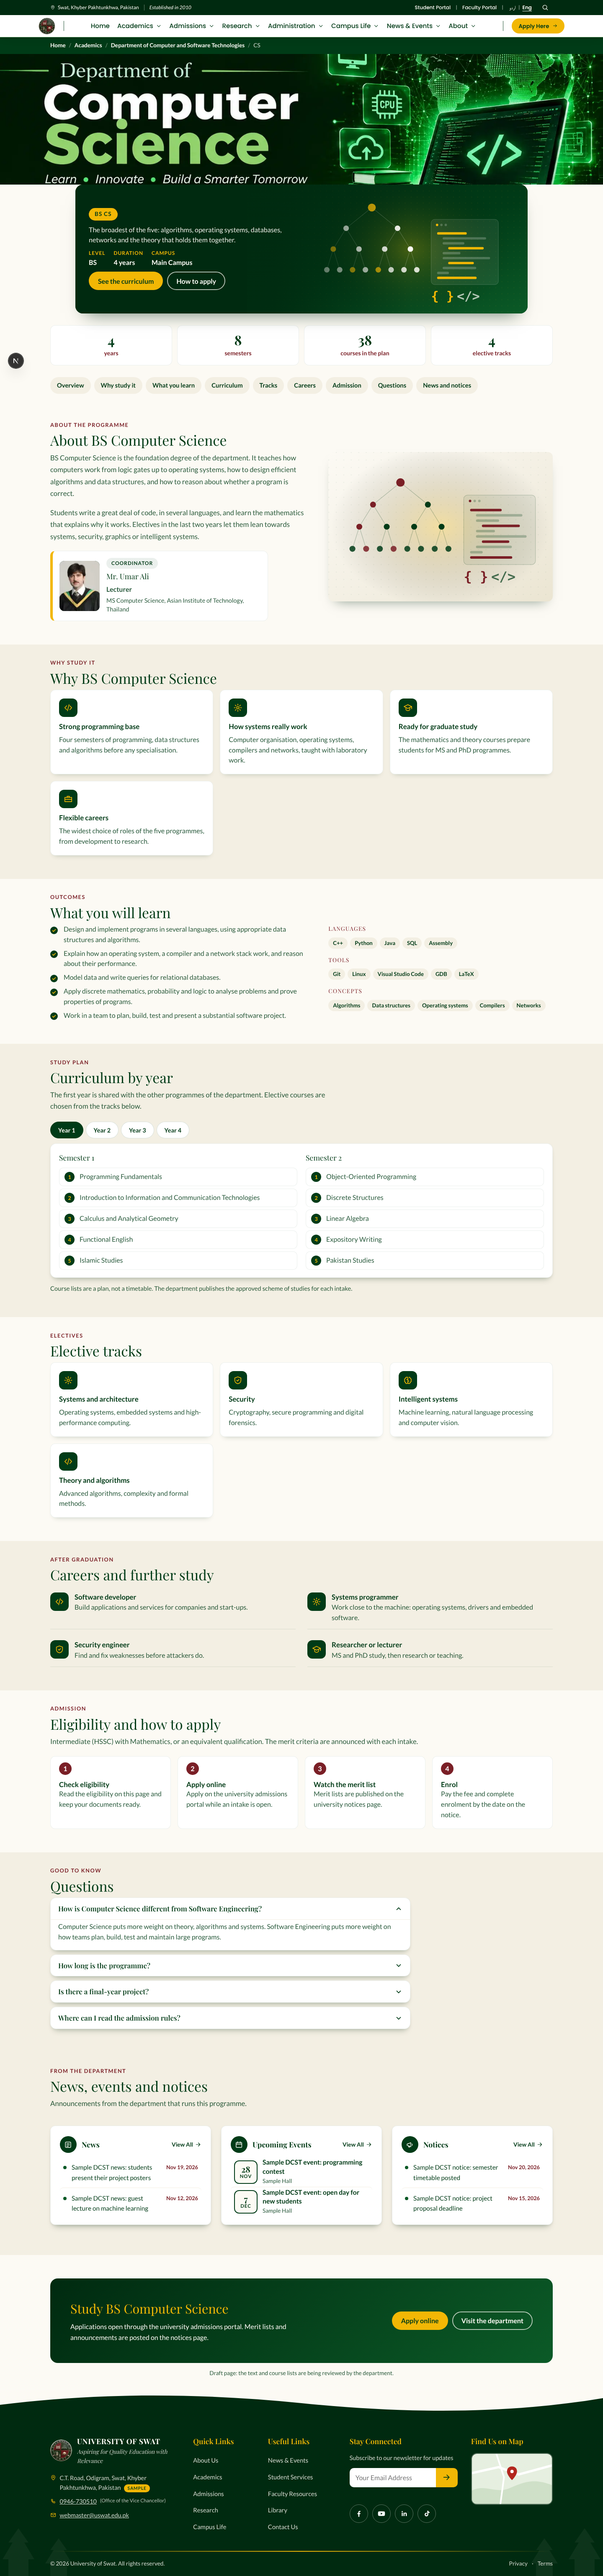 Swat, Khyber Pakhtunkhwa, Pakistan
Established in 2010
Student Portal
Faculty Portal
اردو
Eng
Home
Academics
Admissions
Research
Administration
Campus Life
News & Events
About
Apply Here
Home / Academics / Department of Computer and Software Technologies / CS
Department of
Computer
Science
Learn • Innovate • Build a Smarter Tomorrow
CPU
</>
BS CS
The broadest of the five: algorithms, operating systems, databases,
networks and the theory that holds them together.
LEVEL
DURATION
CAMPUS
BS
4 years
Main Campus
See the curriculum
How to apply
{ } </>
4
years
8
semesters
38
courses in the plan
4
elective tracks
N
Overview
Why study it
What you learn
Curriculum
Tracks
Careers
Admission
Questions
News and notices
ABOUT THE PROGRAMME
About BS Computer Science
BS Computer Science is the foundation degree of the department. It teaches how
computers work from logic gates up to operating systems, how to design efficient
algorithms and data structures, and how to reason about whether a program is
correct.
Students write a great deal of code, in several languages, and learn the mathematics
that explains why it works. Electives in the last two years let them lean towards
systems, security, graphics or intelligent systems.
COORDINATOR
Mr. Umar Ali
Lecturer
MS Computer Science, Asian Institute of Technology,
Thailand
{ } </>
WHY STUDY IT
Why BS Computer Science
Strong programming base
Four semesters of programming, data structures
and algorithms before any specialisation.
How systems really work
Computer organisation, operating systems,
compilers and networks, taught with laboratory
work.
Ready for graduate study
The mathematics and theory courses prepare
students for MS and PhD programmes.
Flexible careers
The widest choice of roles of the five programmes,
from development to research.
OUTCOMES
What you will learn
Design and implement programs in several languages, using appropriate data
structures and algorithms.
Explain how an operating system, a compiler and a network stack work, and reason
about their performance.
Model data and write queries for relational databases.
Apply discrete mathematics, probability and logic to analyse problems and prove
properties of programs.
Work in a team to plan, build, test and present a substantial software project.
LANGUAGES
C++
Python
Java
SQL
Assembly
TOOLS
Git
Linux
Visual Studio Code
GDB
LaTeX
CONCEPTS
Algorithms
Data structures
Operating systems
Compilers
Networks
STUDY PLAN
Curriculum by year
The first year is shared with the other programmes of the department. Elective courses are
chosen from the tracks below.
Year 1
Year 2
Year 3
Year 4
Semester 1
1 Programming Fundamentals
2 Introduction to Information and Communication Technologies
3 Calculus and Analytical Geometry
4 Functional English
5 Islamic Studies
Semester 2
1 Object-Oriented Programming
2 Discrete Structures
3 Linear Algebra
4 Expository Writing
5 Pakistan Studies
Course lists are a plan, not a timetable. The department publishes the approved scheme of studies for each intake.
ELECTIVES
Elective tracks
Systems and architecture
Operating systems, embedded systems and high-
performance computing.
Security
Cryptography, secure programming and digital
forensics.
Intelligent systems
Machine learning, natural language processing
and computer vision.
Theory and algorithms
Advanced algorithms, complexity and formal
methods.
AFTER GRADUATION
Careers and further study
Software developer
Build applications and services for companies and start-ups.
Systems programmer
Work close to the machine: operating systems, drivers and embedded
software.
Security engineer
Find and fix weaknesses before attackers do.
Researcher or lecturer
MS and PhD study, then research or teaching.
ADMISSION
Eligibility and how to apply
Intermediate (HSSC) with Mathematics, or an equivalent qualification. The merit criteria are announced with each intake.
1
Check eligibility
Read the eligibility on this page and
keep your documents ready.
2
Apply online
Apply on the university admissions
portal while an intake is open.
3
Watch the merit list
Merit lists are published on the
university notices page.
4
Enrol
Pay the fee and complete
enrolment by the date on the
notice.
GOOD TO KNOW
Questions
How is Computer Science different from Software Engineering?
Computer Science puts more weight on theory, algorithms and systems. Software Engineering puts more weight on
how teams plan, build, test and maintain large programs.
How long is the programme?
Is there a final-year project?
Where can I read the admission rules?
FROM THE DEPARTMENT
News, events and notices
Announcements from the department that runs this programme.
News
View All
Sample DCST news: students
present their project posters
Nov 19, 2026
Sample DCST news: guest
lecture on machine learning
Nov 12, 2026
Upcoming Events
View All
28
NOV
Sample DCST event: programming
contest
Sample Hall
7
DEC
Sample DCST event: open day for
new students
Sample Hall
Notices
View All
Sample DCST notice: semester
timetable posted
Nov 20, 2026
Sample DCST notice: project
proposal deadline
Nov 15, 2026
Study BS Computer Science
Applications open through the university admissions portal. Merit lists and
announcements are posted on the notices page.
Apply online
Visit the department
Draft page: the text and course lists are being reviewed by the department.
UNIVERSITY OF SWAT
Aspiring for Quality Education with
Relevance
C.T. Road, Odigram, Swat, Khyber
Pakhtunkhwa, Pakistan SAMPLE
0946-730510 (Office of the Vice Chancellor)
webmaster@uswat.edu.pk
Quick Links
About Us
Academics
Admissions
Research
Campus Life
Useful Links
News & Events
Student Services
Faculty Resources
Library
Contact Us
Stay Connected
Subscribe to our newsletter for updates
Your Email Address
Find Us on Map
© 2026 University of Swat. All rights reserved.
Privacy
Terms